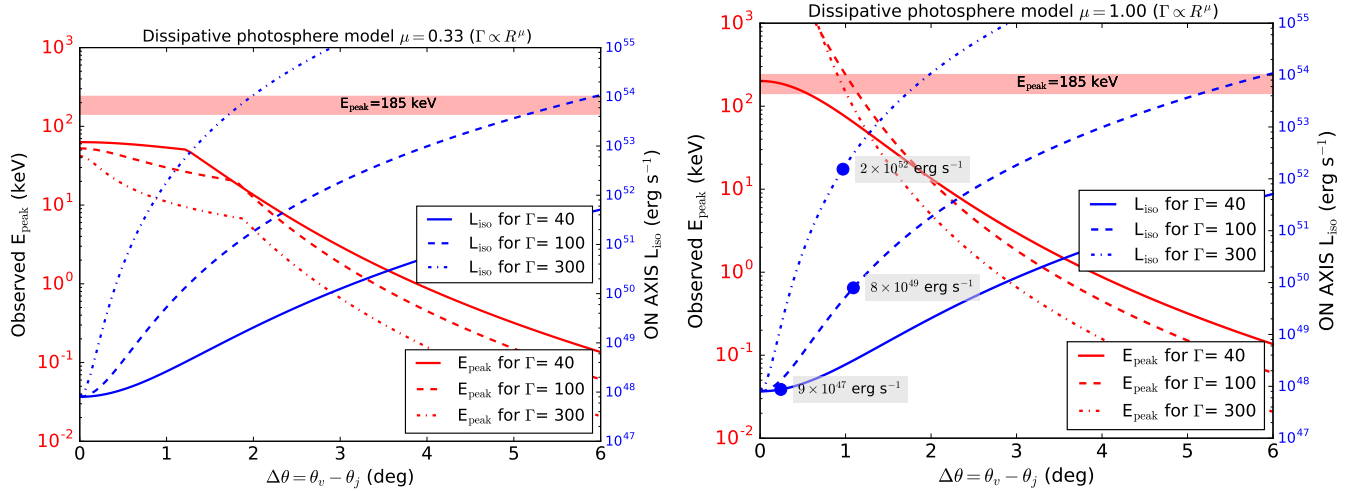 Dissipative photosphere model μ = 0.33 (Γ ∝ R^μ)
10^3
10^2
10^1
10^0
10^-1
10^-2
Observed E_peak (keV)
E_peak=185 keV
L_iso for Γ= 40
L_iso for Γ= 100
L_iso for Γ= 300
E_peak for Γ= 40
E_peak for Γ= 100
E_peak for Γ= 300
10^55
10^54
10^53
10^52
10^51
10^50
10^49
10^48
10^47
ON AXIS L_iso (erg s^-1)
0 1 2 3 4 5 6
Δθ = θ_v − θ_j (deg)
Dissipative photosphere model μ = 1.00 (Γ ∝ R^μ)
10^3
10^2
10^1
10^0
10^-1
10^-2
Observed E_peak (keV)
E_peak=185 keV
2 × 10^52 erg s^-1
8 × 10^49 erg s^-1
9 × 10^47 erg s^-1
L_iso for Γ= 40
L_iso for Γ= 100
L_iso for Γ= 300
E_peak for Γ= 40
E_peak for Γ= 100
E_peak for Γ= 300
10^55
10^54
10^53
10^52
10^51
10^50
10^49
10^48
10^47
ON AXIS L_iso (erg s^-1)
0 1 2 3 4 5 6
Δθ = θ_v − θ_j (deg)